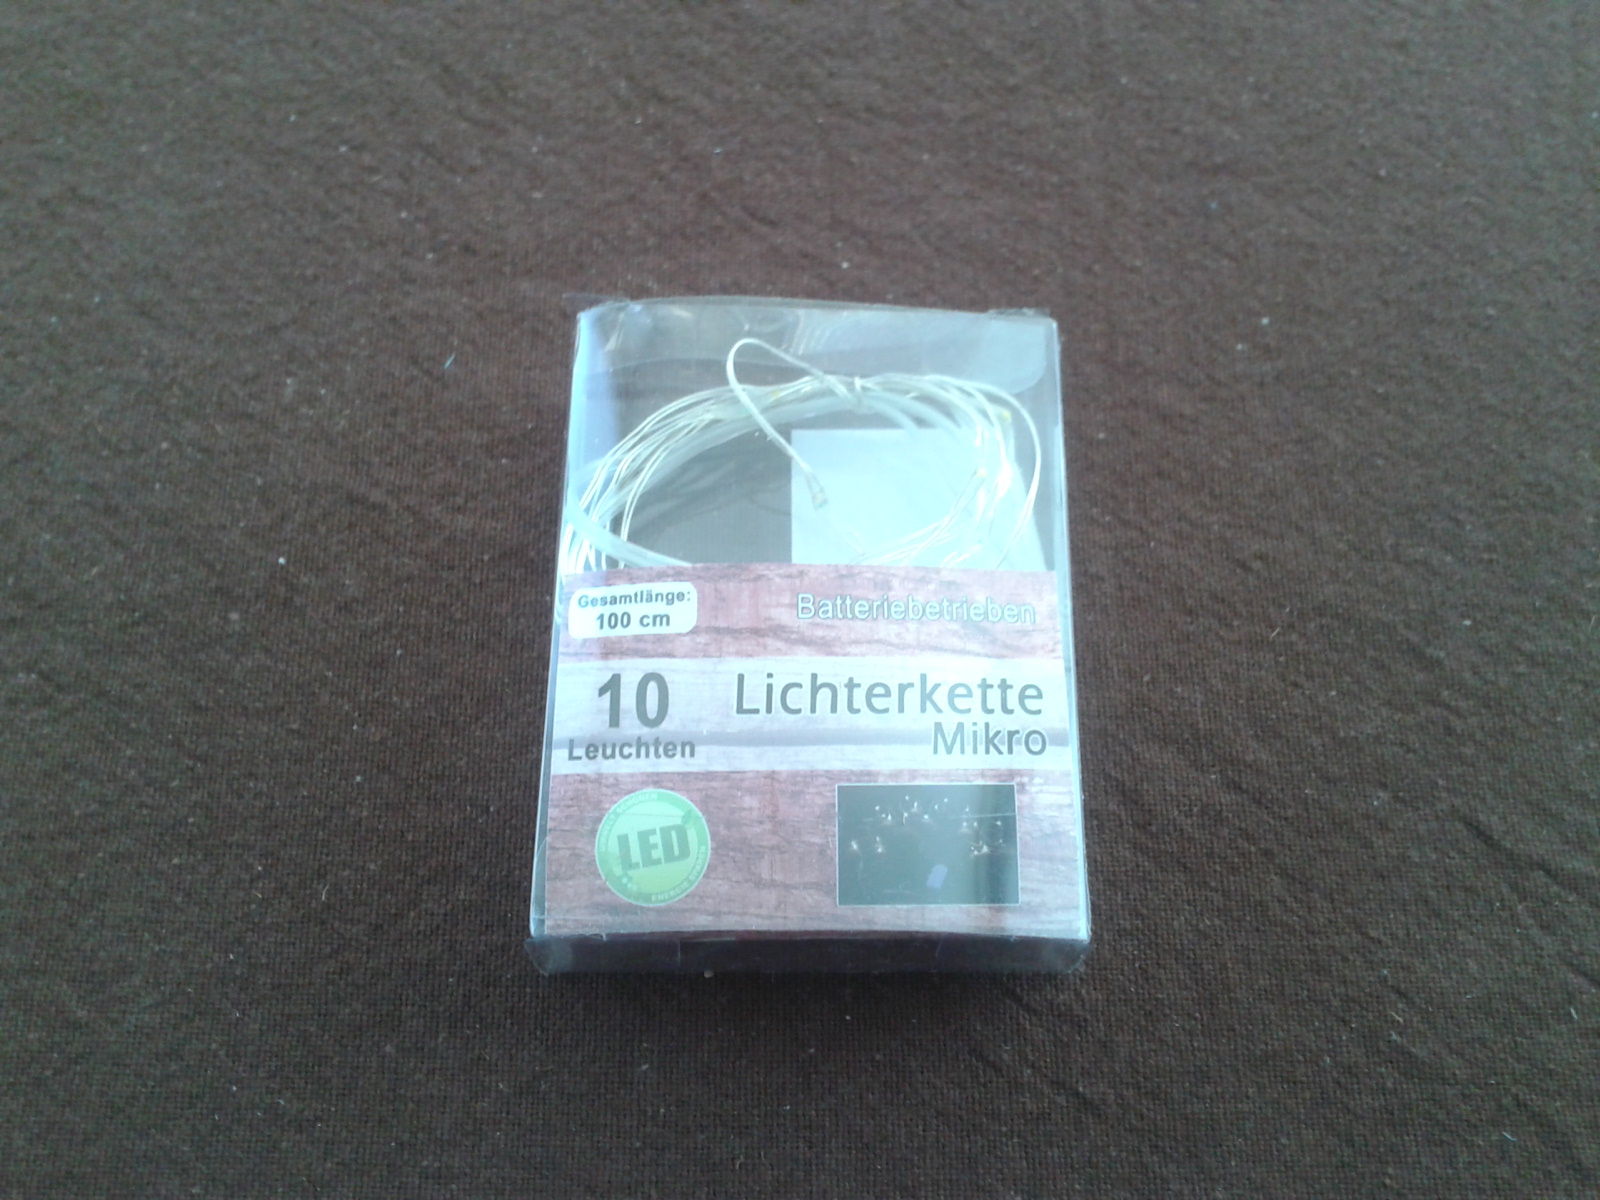 Gesamtlänge:
100 cm
Batteriebetrieben
10
Leuchten
Lichterkette
Mikro
LED